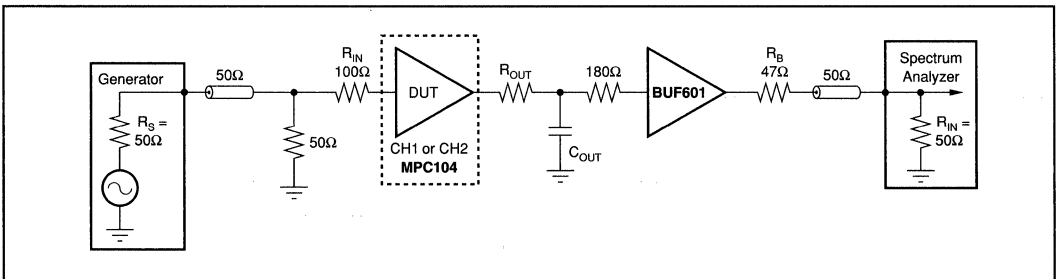 Generator
R_S =
50Ω
50Ω
50Ω
R_IN
100Ω
DUT
CH1 or CH2
MPC104
R_OUT
C_OUT
180Ω
BUF601
R_B
47Ω
50Ω
Spectrum
Analyzer
R_IN =
50Ω